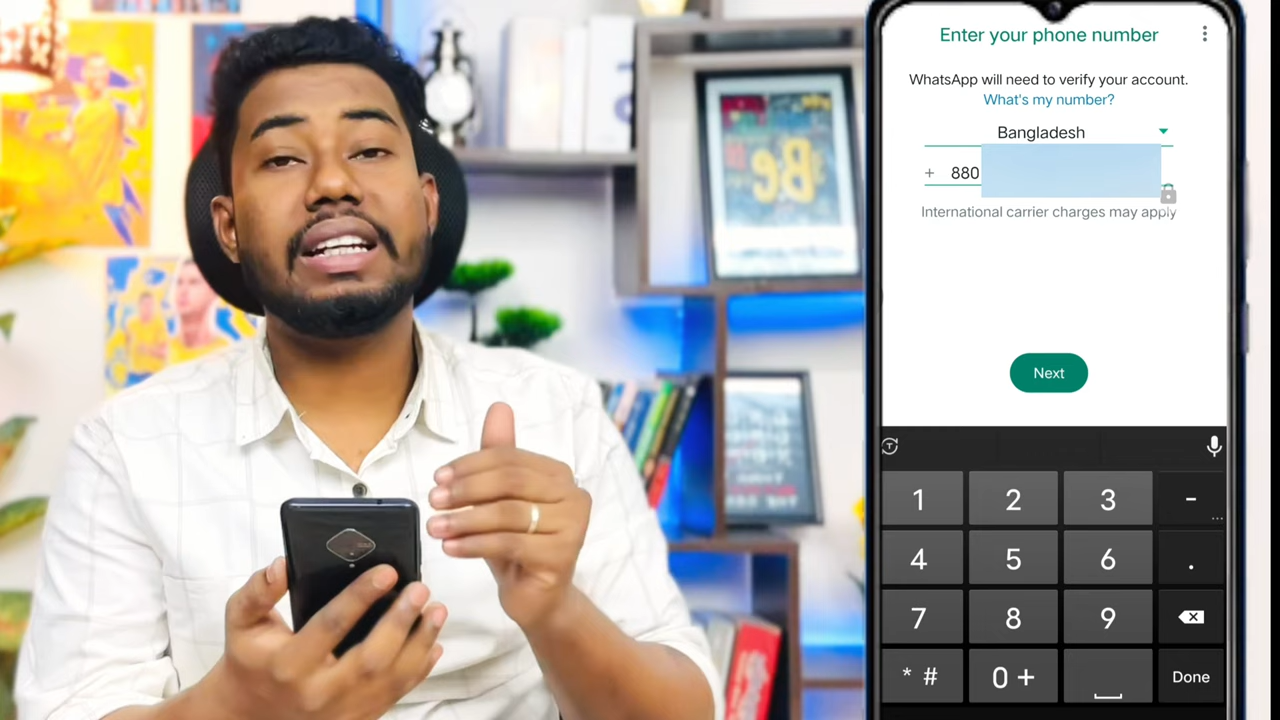 Be
Enter your phone number
WhatsApp will need to verify your account.
What's my number?
Bangladesh
+ 880
International carrier charges may apply
Next
1 2 3 -
4 5 6 .
7 8 9
* # 0 + Done